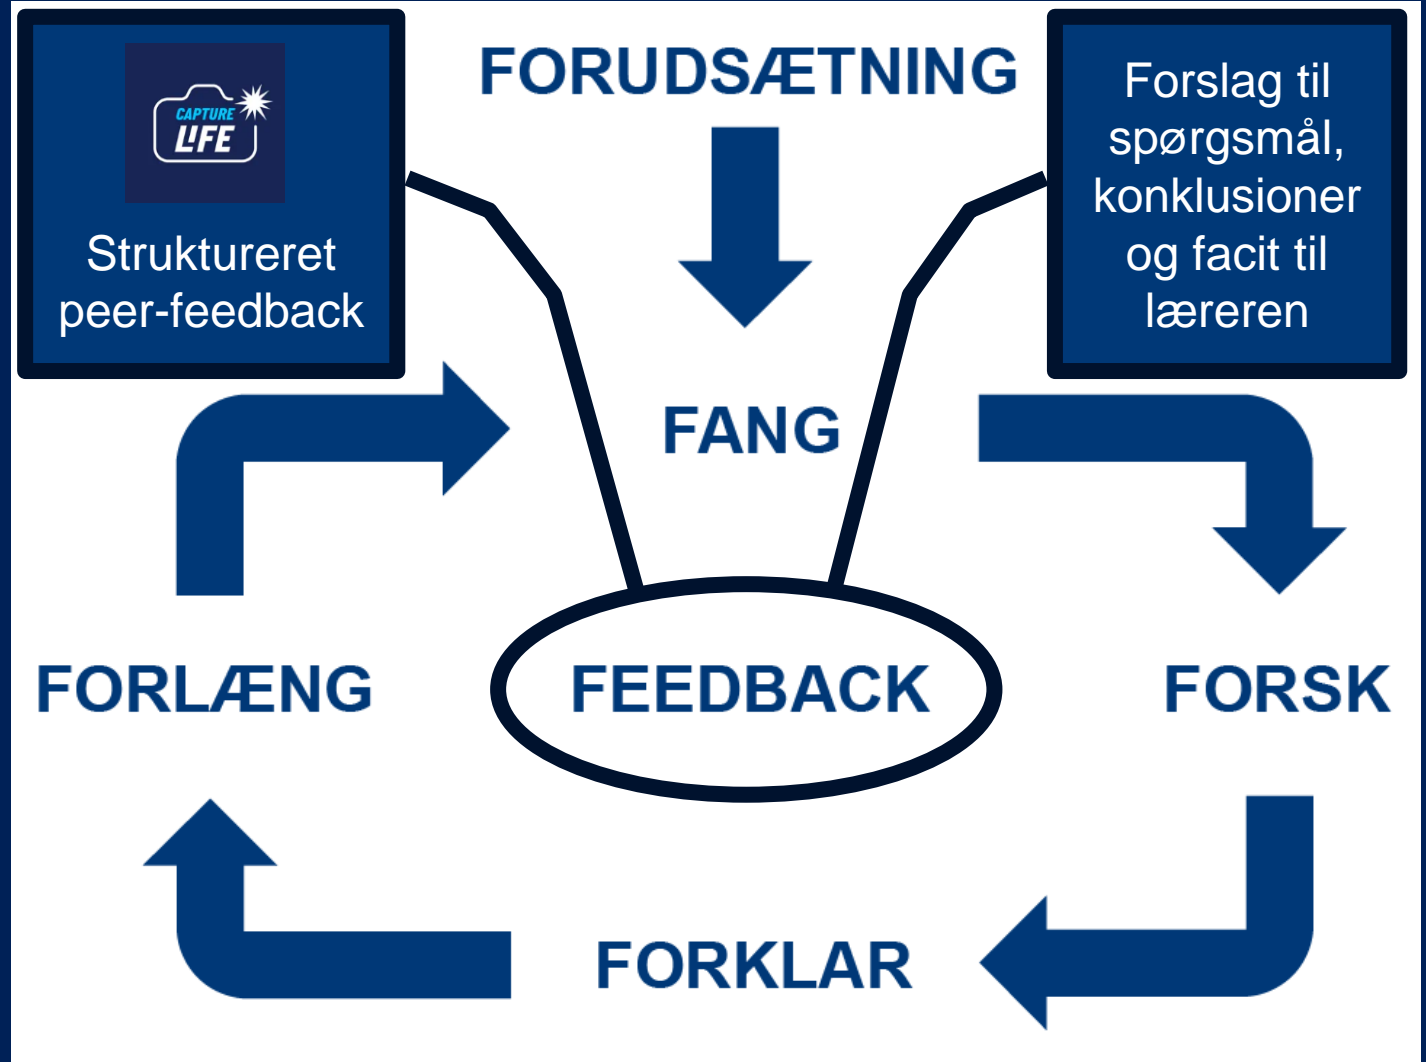 CAPTURE
LIFE
Struktureret
peer-feedback
FORUDSÆTNING
Forslag til
spørgsmål,
konklusioner
og facit til
læreren
FANG
FORLÆNG
FEEDBACK
FORSK
FORKLAR